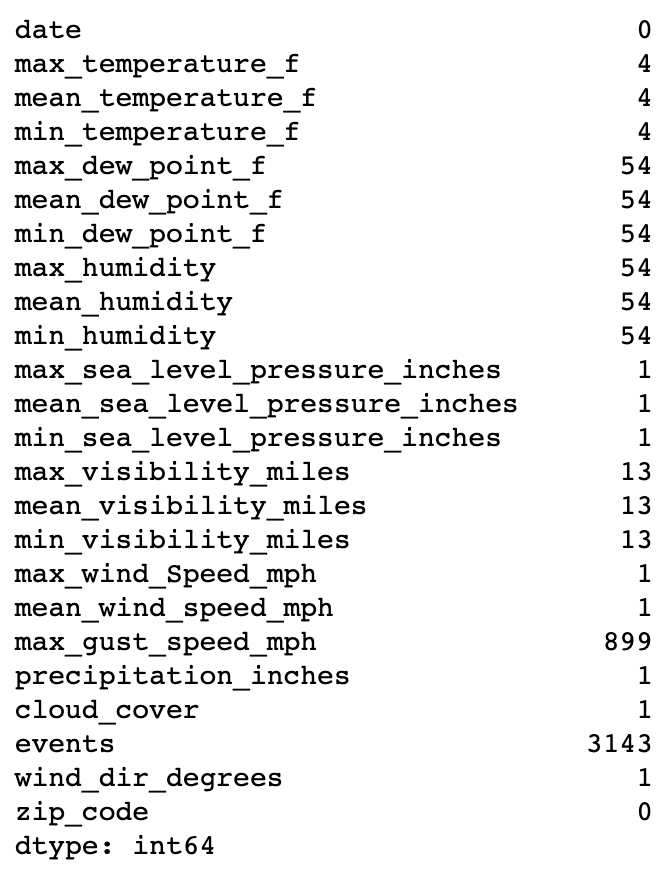 date 0
max_temperature_f 4
mean_temperature_f 4
min_temperature_f 4
max_dew_point_f 54
mean_dew_point_f 54
min_dew_point_f 54
max_humidity 54
mean_humidity 54
min_humidity 54
max_sea_level_pressure_inches 1
mean_sea_level_pressure_inches 1
min_sea_level_pressure_inches 1
max_visibility_miles 13
mean_visibility_miles 13
min_visibility_miles 13
max_wind_Speed_mph 1
mean_wind_speed_mph 1
max_gust_speed_mph 899
precipitation_inches 1
cloud_cover 1
events 3143
wind_dir_degrees 1
zip_code 0
dtype: int64